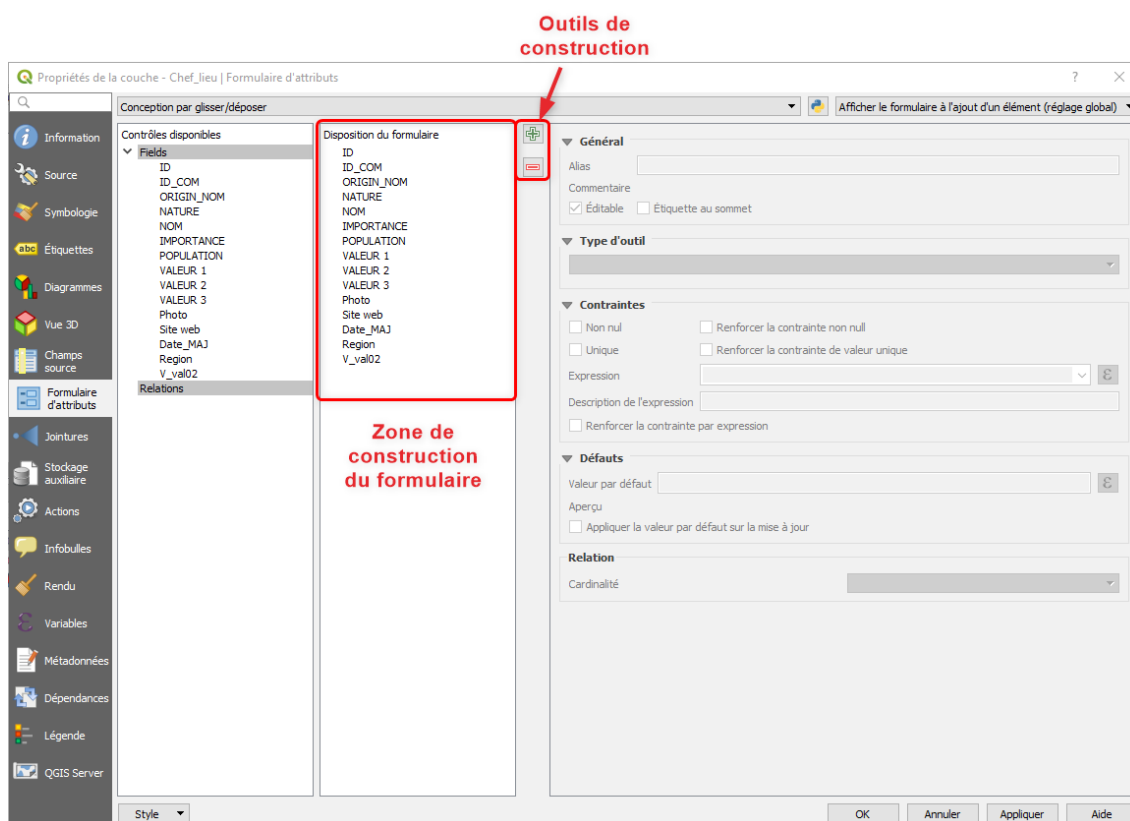 Outils de
construction
Propriétés de la couche - Chef_lieu | Formulaire d'attributs
?
Conception par glisser/déposer
Afficher le formulaire à l'ajout d'un élément (réglage global)
Information
Source
Symbologie
abc
Étiquettes
Diagrammes
Vue 3D
Champs
source
Formulaire
d'attributs
Jointures
Stockage
auxiliaire
Actions
Infobulles
Rendu
Variables
Métadonnées
Dépendances
Légende
QGIS Server
Contrôles disponibles
Fields
ID
ID_COM
ORIGIN_NOM
NATURE
NOM
IMPORTANCE
POPULATION
VALEUR 1
VALEUR 2
VALEUR 3
Photo
Site web
Date_MAJ
Region
V_val02
Relations
Disposition du formulaire
ID
ID_COM
ORIGIN_NOM
NATURE
NOM
IMPORTANCE
POPULATION
VALEUR 1
VALEUR 2
VALEUR 3
Photo
Site web
Date_MAJ
Region
V_val02
Zone de
construction
du formulaire
Général
Alias
Commentaire
Éditable
Étiquette au sommet
Type d'outil
Contraintes
Non nul
Renforcer la contrainte non null
Unique
Renforcer la contrainte de valeur unique
Expression
ε
Description de l'expression
Renforcer la contrainte par expression
Défauts
Valeur par défaut
ε
Aperçu
Appliquer la valeur par défaut sur la mise à jour
Relation
Cardinalité
Style
OK
Annuler
Appliquer
Aide